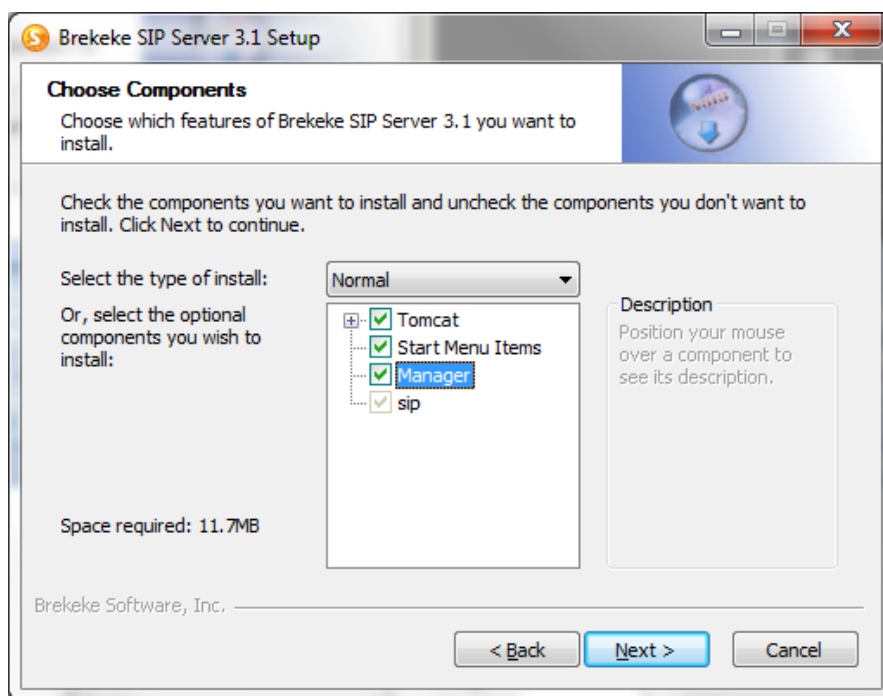 Brekeke SIP Server 3.1 Setup
Choose Components
Choose which features of Brekeke SIP Server 3.1 you want to
install.
Check the components you want to install and uncheck the components you don't want to
install. Click Next to continue.
Select the type of install:
Normal
Or, select the optional
components you wish to
install:
Tomcat
Start Menu Items
Manager
sip
Description
Position your mouse
over a component to
see its description.
Space required: 11.7MB
Brekeke Software, Inc.
< Back
Next >
Cancel